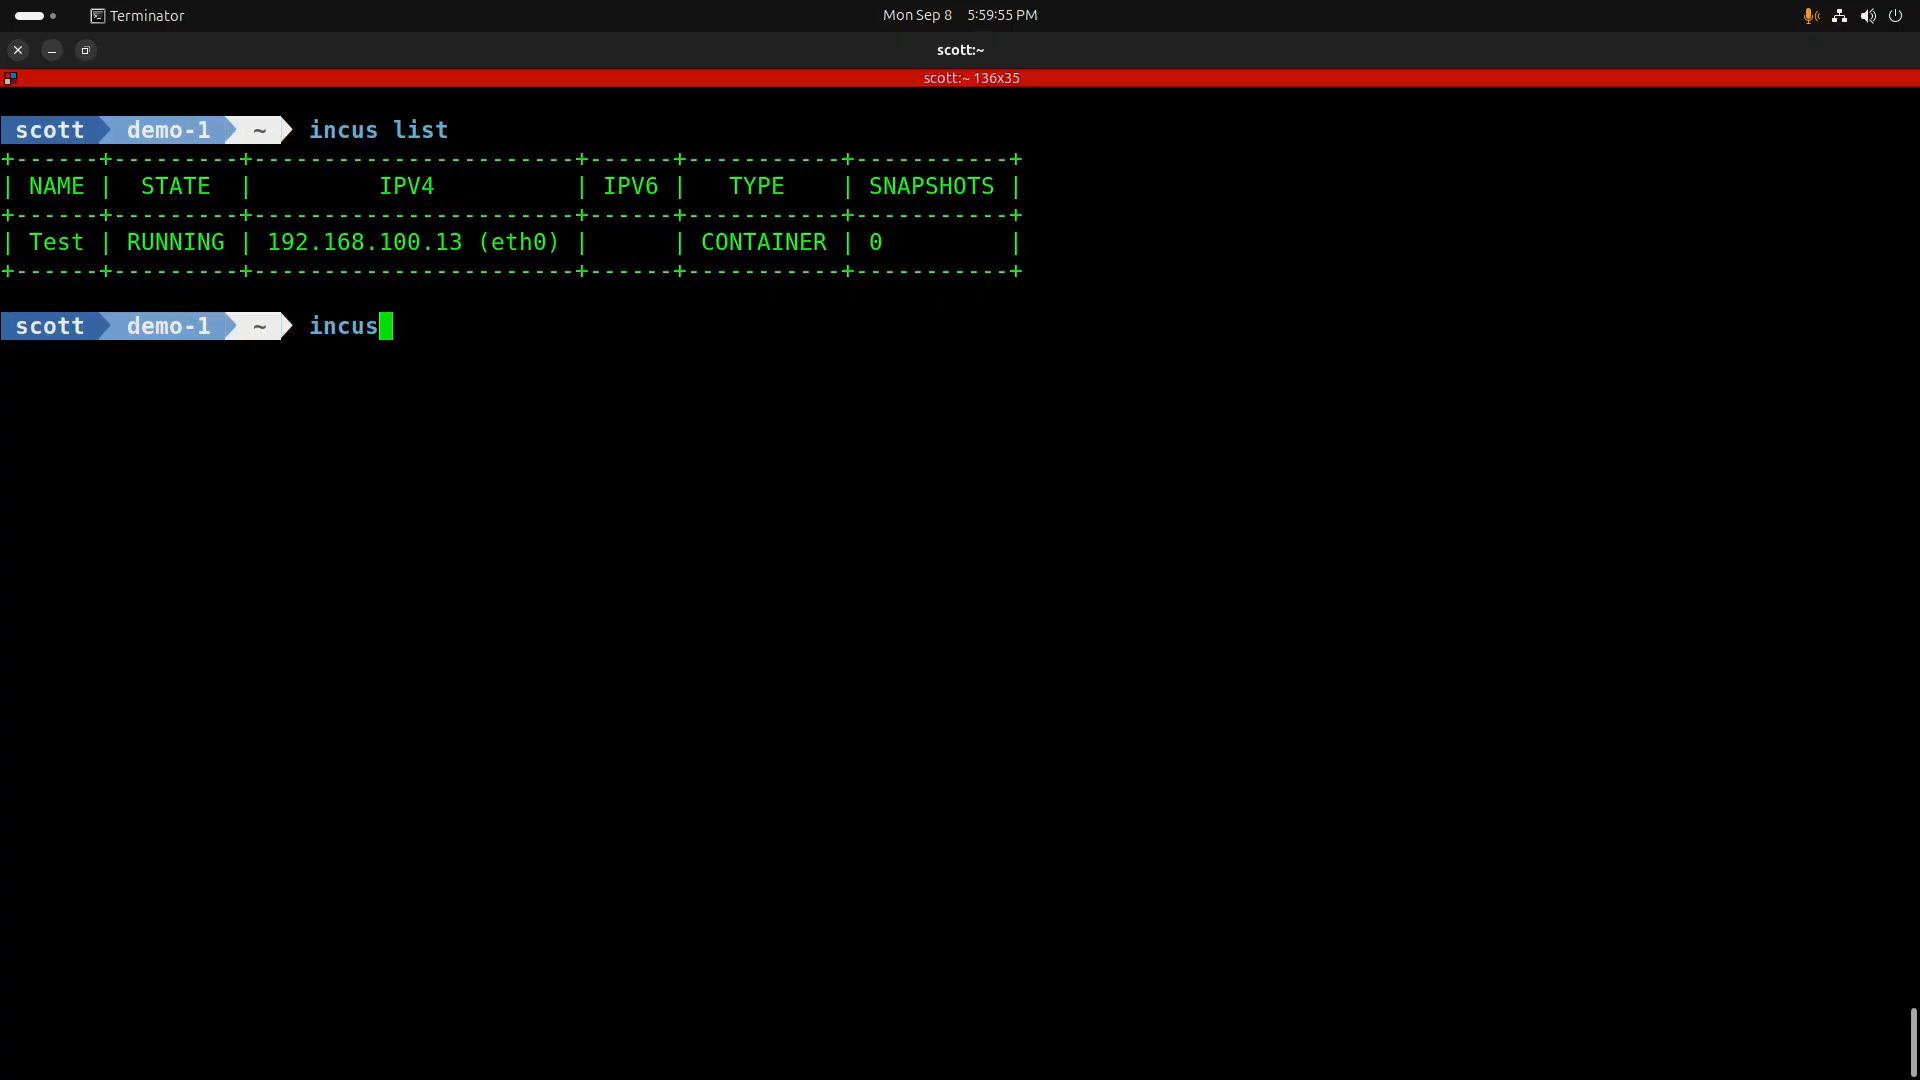 Terminator
Mon Sep 8 5:59:55 PM
scott:~
scott:~ 136x35
scott demo-1 ~ incus list
+------+---------+-----------------------+------+-----------+-----------+
| NAME |  STATE  |         IPV4          | IPV6 |   TYPE    | SNAPSHOTS |
+------+---------+-----------------------+------+-----------+-----------+
| Test | RUNNING | 192.168.100.13 (eth0) |      | CONTAINER | 0         |
+------+---------+-----------------------+------+-----------+-----------+
scott demo-1 ~ incus